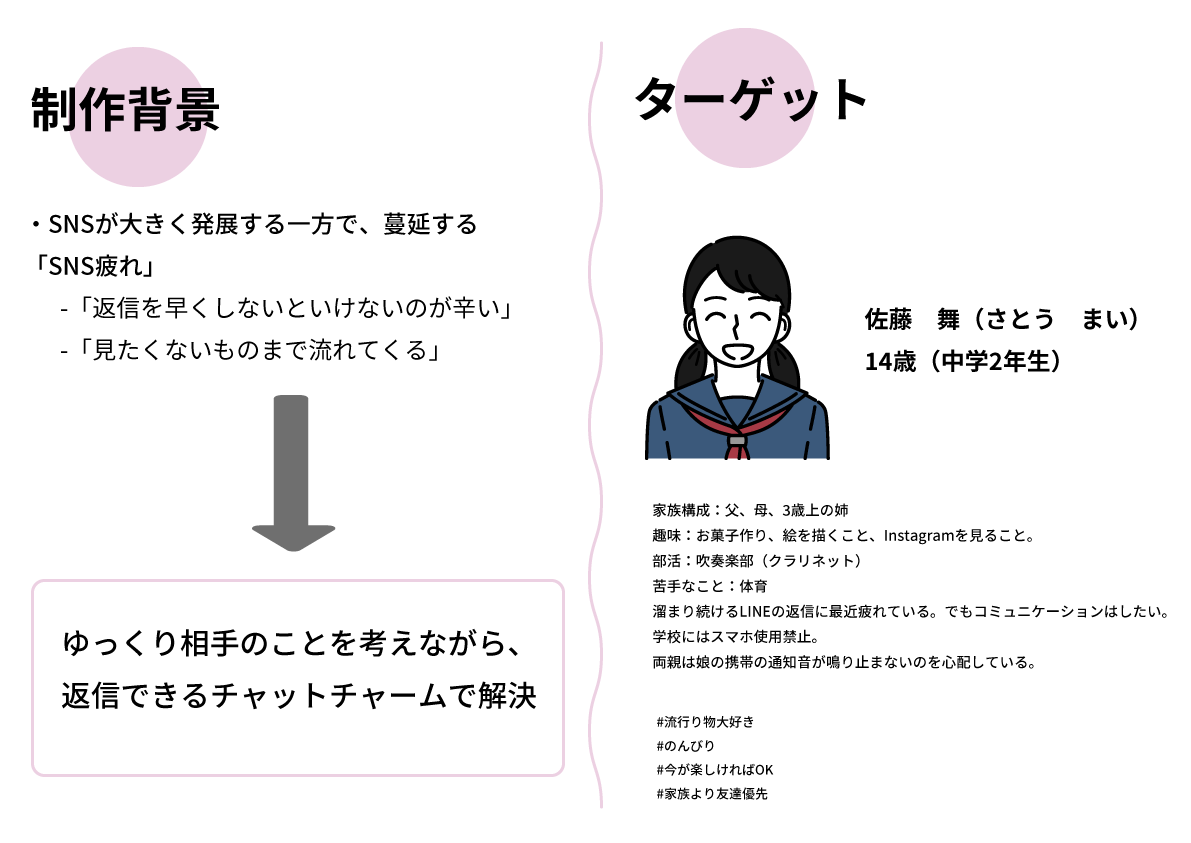 制作背景
・SNSが大きく発展する一方で、蔓延する
「SNS疲れ」
-「返信を早くしないといけないのが辛い」
-「見たくないものまで流れてくる」
ゆっくり相手のことを考えながら、
返信できるチャットチャームで解決
ターゲット
佐藤　舞（さとう　まい）
14歳（中学2年生）
家族構成：父、母、3歳上の姉
趣味：お菓子作り、絵を描くこと、Instagramを見ること。
部活：吹奏楽部（クラリネット）
苦手なこと：体育
溜まり続けるLINEの返信に最近疲れている。でもコミュニケーションはしたい。
学校にはスマホ使用禁止。
両親は娘の携帯の通知音が鳴り止まないのを心配している。
#流行り物大好き
#のんびり
#今が楽しければOK
#家族より友達優先